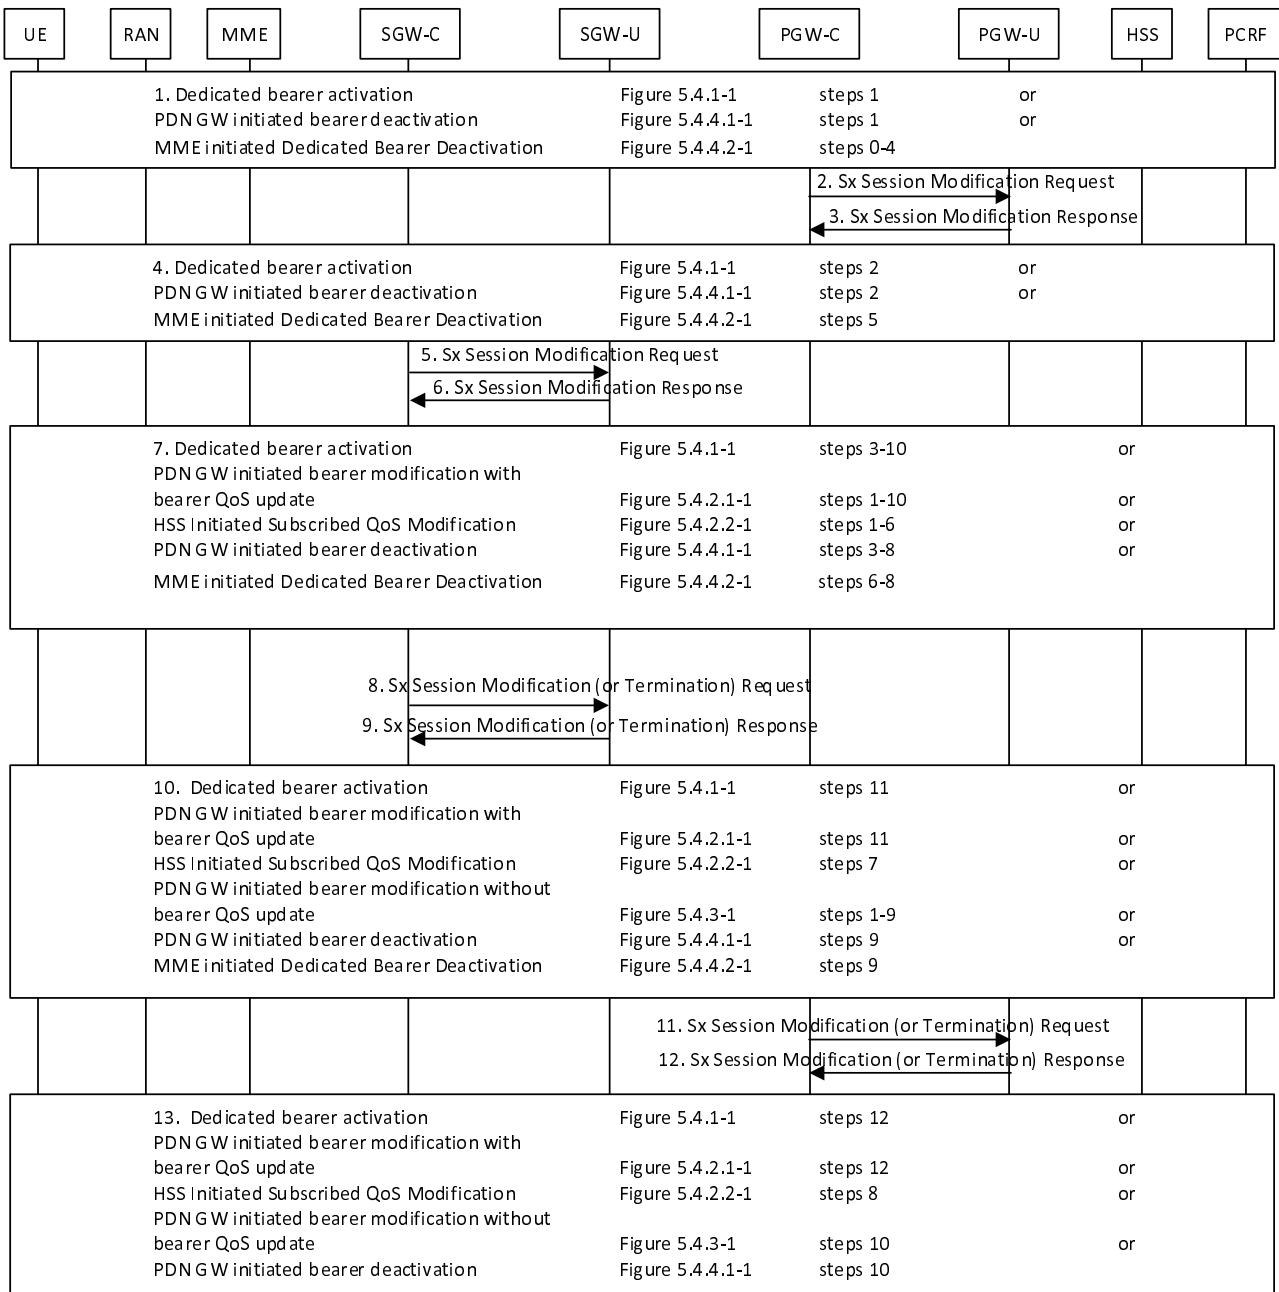 UE RAN MME SGW-C SGW-U PGW-C PGW-U HSS PCRF
1. Dedicated bearer activation Figure 5.4.1-1 steps 1 or
PDN GW initiated bearer deactivation Figure 5.4.4.1-1 steps 1 or
MME initiated Dedicated Bearer Deactivation Figure 5.4.4.2-1 steps 0-4
2. Sx Session Modification Request
3. Sx Session Modification Response
4. Dedicated bearer activation Figure 5.4.1-1 steps 2 or
PDN GW initiated bearer deactivation Figure 5.4.4.1-1 steps 2 or
MME initiated Dedicated Bearer Deactivation Figure 5.4.4.2-1 steps 5
5. Sx Session Modification Request
6. Sx Session Modification Response
7. Dedicated bearer activation Figure 5.4.1-1 steps 3-10 or
PDN GW initiated bearer modification with
bearer QoS update Figure 5.4.2.1-1 steps 1-10 or
HSS Initiated Subscribed QoS Modification Figure 5.4.2.2-1 steps 1-6 or
PDN GW initiated bearer deactivation Figure 5.4.4.1-1 steps 3-8 or
MME initiated Dedicated Bearer Deactivation Figure 5.4.4.2-1 steps 6-8
8. Sx Session Modification (or Termination) Request
9. Sx Session Modification (or Termination) Response
10. Dedicated bearer activation Figure 5.4.1-1 steps 11 or
PDN GW initiated bearer modification with
bearer QoS update Figure 5.4.2.1-1 steps 11 or
HSS Initiated Subscribed QoS Modification Figure 5.4.2.2-1 steps 7 or
PDN GW initiated bearer modification without
bearer QoS update Figure 5.4.3-1 steps 1-9 or
PDN GW initiated bearer deactivation Figure 5.4.4.1-1 steps 9 or
MME initiated Dedicated Bearer Deactivation Figure 5.4.4.2-1 steps 9
11. Sx Session Modification (or Termination) Request
12. Sx Session Modification (or Termination) Response
13. Dedicated bearer activation Figure 5.4.1-1 steps 12 or
PDN GW initiated bearer modification with
bearer QoS update Figure 5.4.2.1-1 steps 12 or
HSS Initiated Subscribed QoS Modification Figure 5.4.2.2-1 steps 8 or
PDN GW initiated bearer modification without
bearer QoS update Figure 5.4.3-1 steps 10 or
PDN GW initiated bearer deactivation Figure 5.4.4.1-1 steps 10